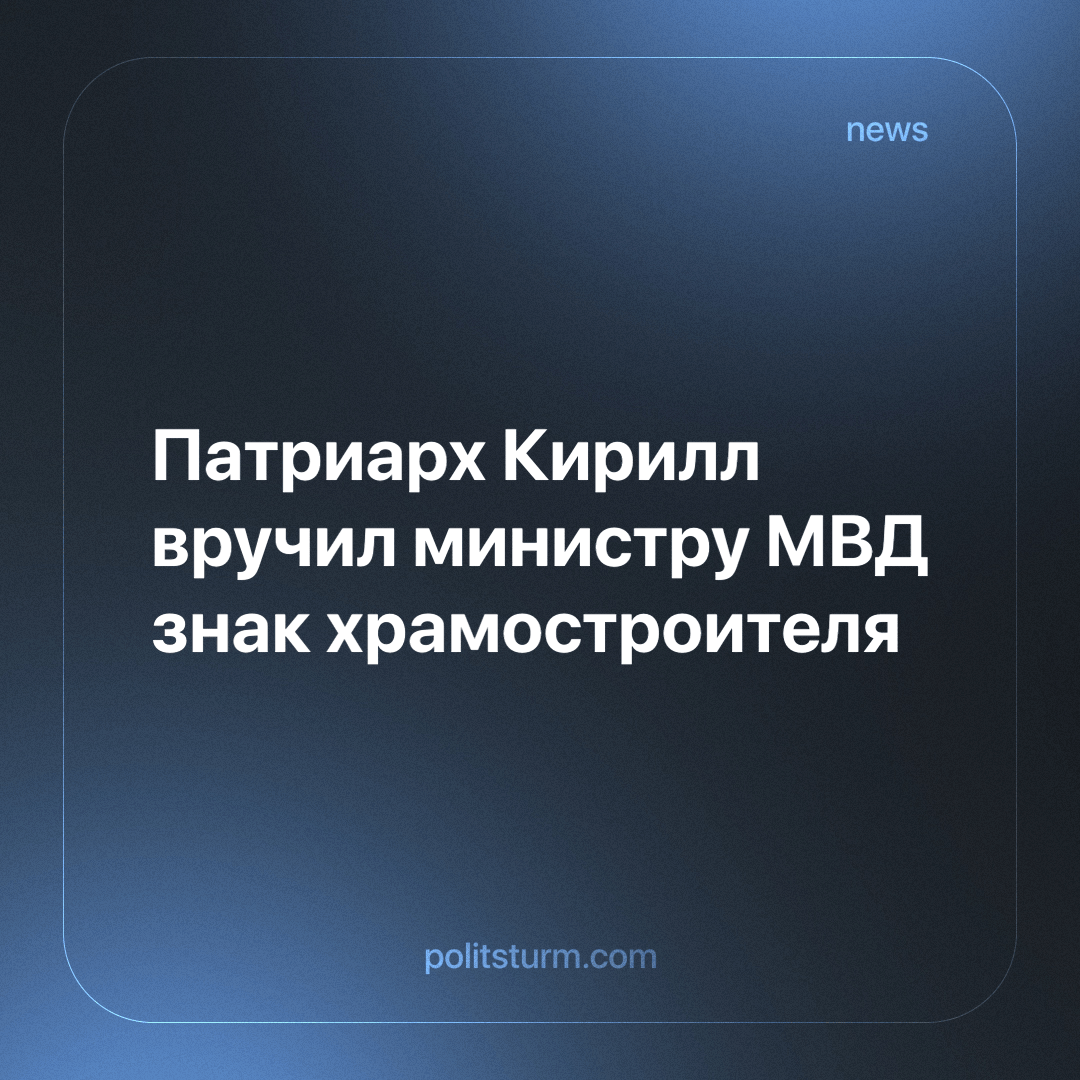 news
Патриарх Кирилл
вручил министру МВД
знак храмостроителя
politsturm.com